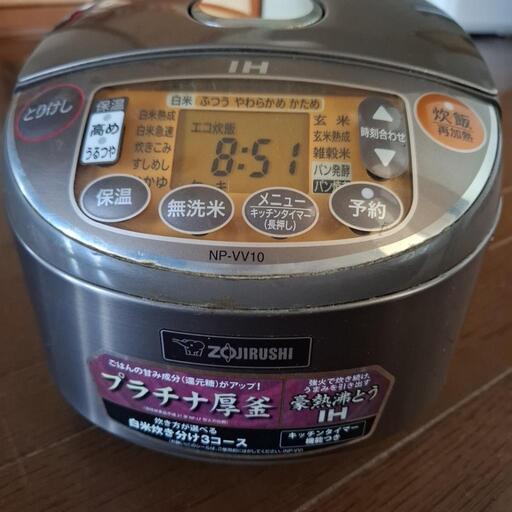 IH
とりけし
保温
高め
うるつや
白米 ふつう やわらかめ かため
白米熟成
白米急速
炊きこみ
すしめし
エコ炊飯
8:51
玄米
玄米熟成
雑穀米
パン発酵
時刻合わせ
炊飯
再加熱
保温
無洗米
メニュー
キッチンタイマー
(長押し)
予約
NP-VV10
ZOJIRUSHI
ごはんの甘み成分(還元糖)がアップ!
プラチナ厚釜
炊き方が選べる
白米炊き分け3コース
強火で炊き続け、
うまみを引き出す
豪熱沸とう
IH
キッチンタイマー
機能つき